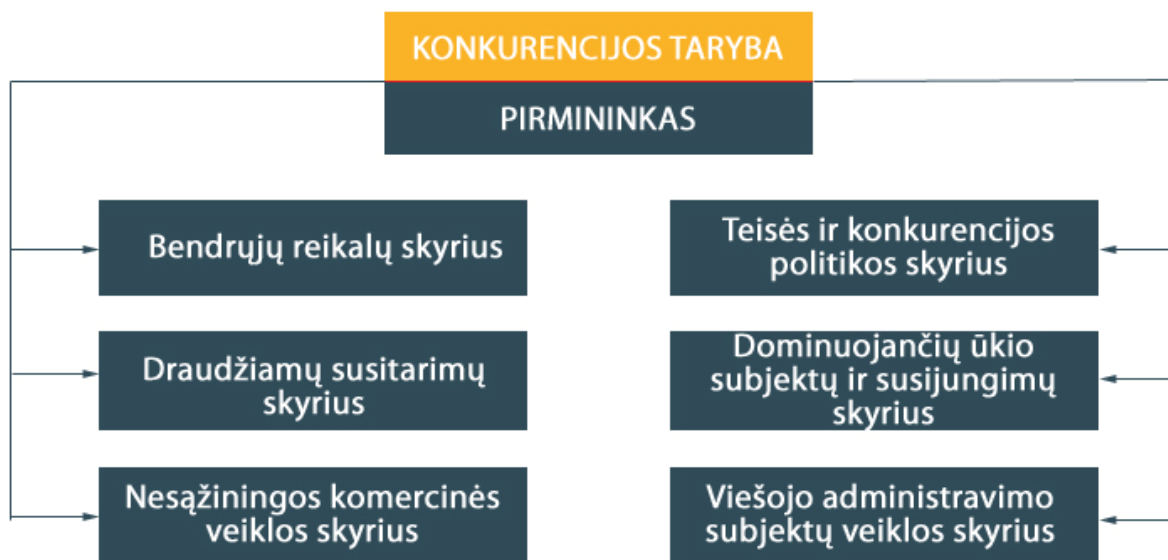 KONKURENCIJOS TARYBA
PIRMININKAS
Bendrųjų reikalų skyrius
Teisės ir konkurencijos
politikos skyrius
Draudžiamų susitarimų
skyrius
Dominuojančių ūkio
subjektų ir susijungimų
skyrius
Nesąžiningos komercinės
veiklos skyrius
Viešojo administravimo
subjektų veiklos skyrius